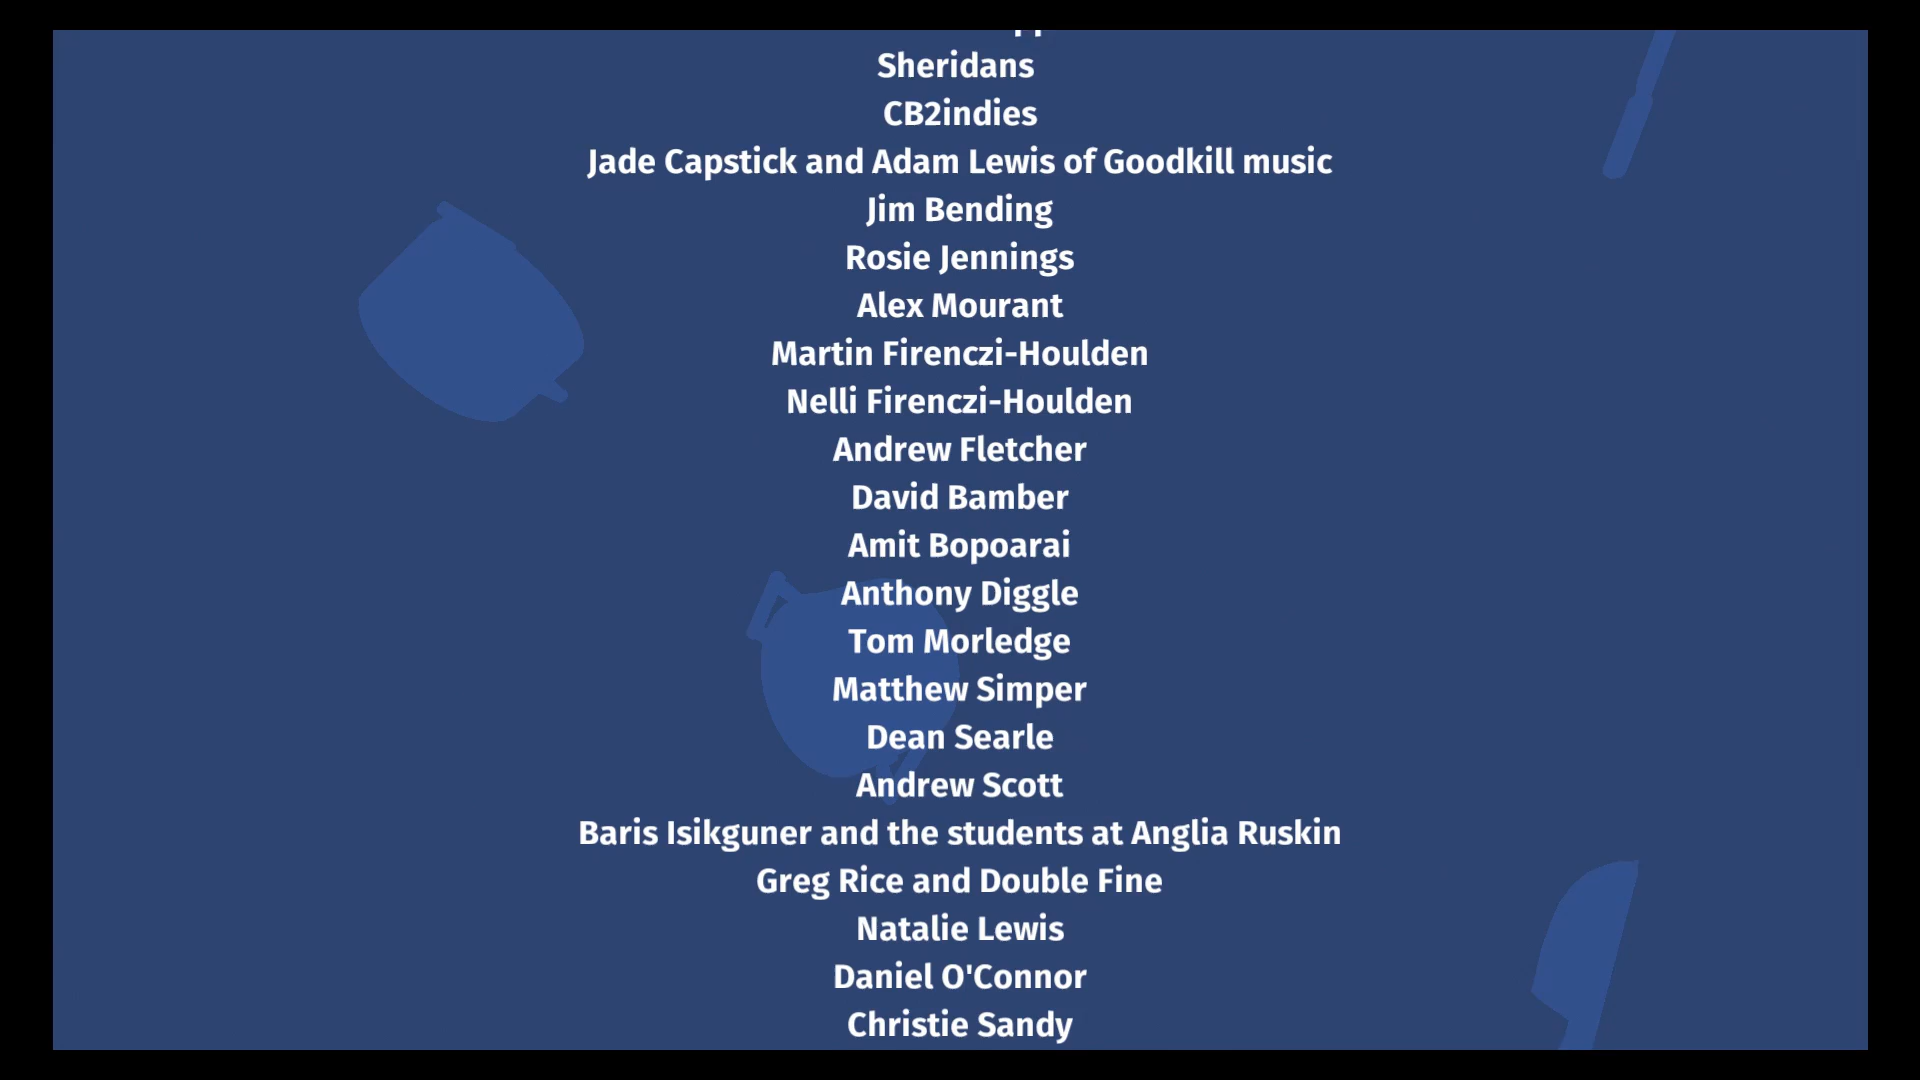 Sheridans
CB2indies
Jade Capstick and Adam Lewis of Goodkill music
Jim Bending
Rosie Jennings
Alex Mourant
Martin Firenczi-Houlden
Nelli Firenczi-Houlden
Andrew Fletcher
David Bamber
Amit Bopoarai
Anthony Diggle
Tom Morledge
Matthew Simper
Dean Searle
Andrew Scott
Baris Isikguner and the students at Anglia Ruskin
Greg Rice and Double Fine
Natalie Lewis
Daniel O'Connor
Christie Sandy